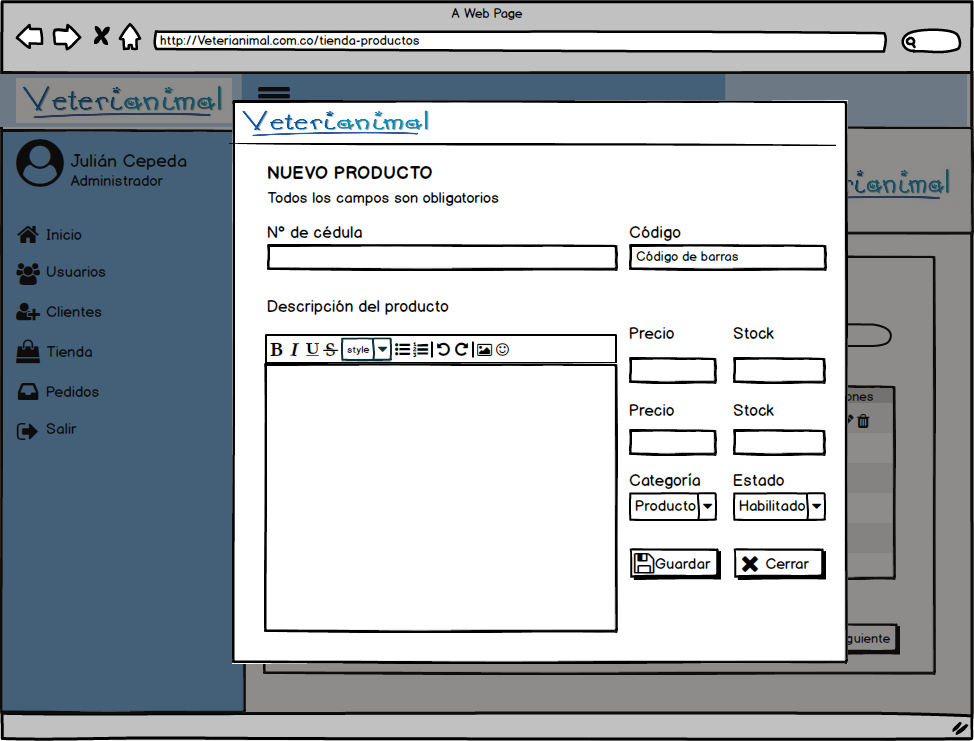 A Web Page
http://Veterianimal.com.co/tienda-productos
Veterianimal
Julián Cepeda
Administrador
Inicio
Usuarios
Clientes
Tienda
Pedidos
Salir
Veterianimal
NUEVO PRODUCTO
Todos los campos son obligatorios
Nº de cédula
Código
Código de barras
Descripción del producto
B I U S style
Precio Stock
Precio Stock
Categoría Estado
Producto Habilitado
Guardar Cerrar
rianimal
ones
guiente